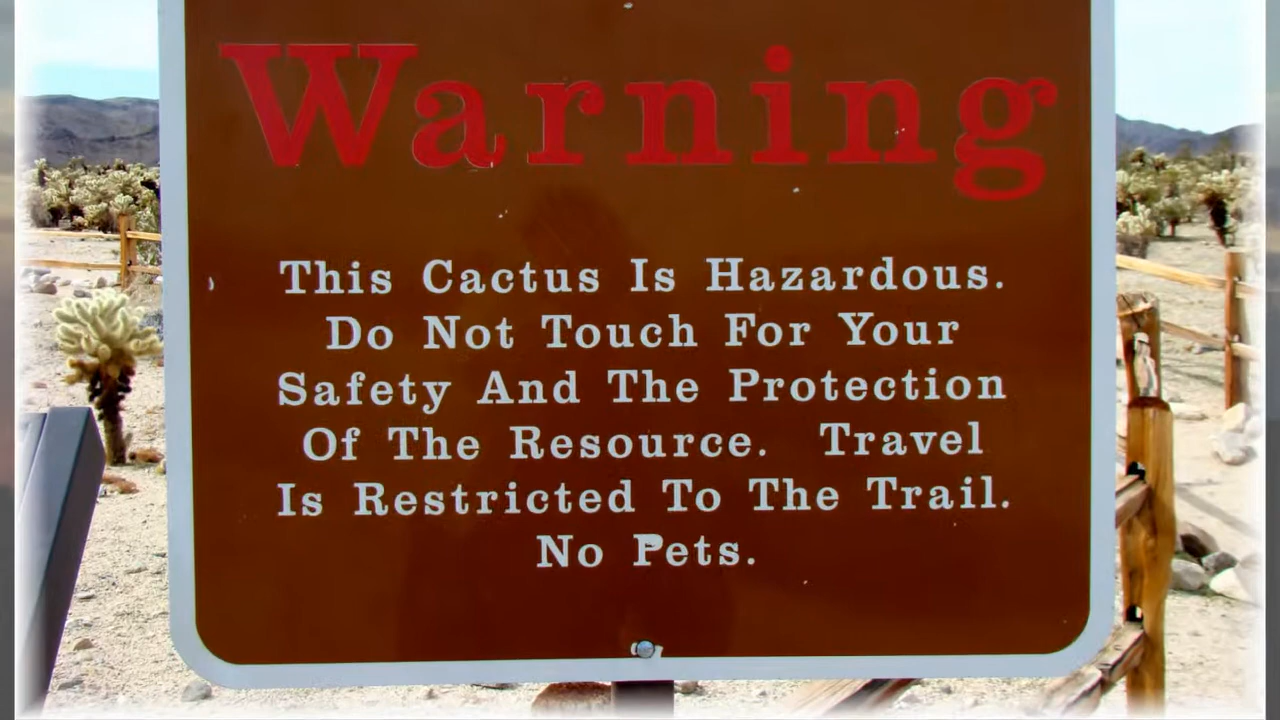 Warning
This Cactus Is Hazardous.
Do Not Touch For Your
Safety And The Protection
Of The Resource. Travel
Is Restricted To The Trail.
No Pets.